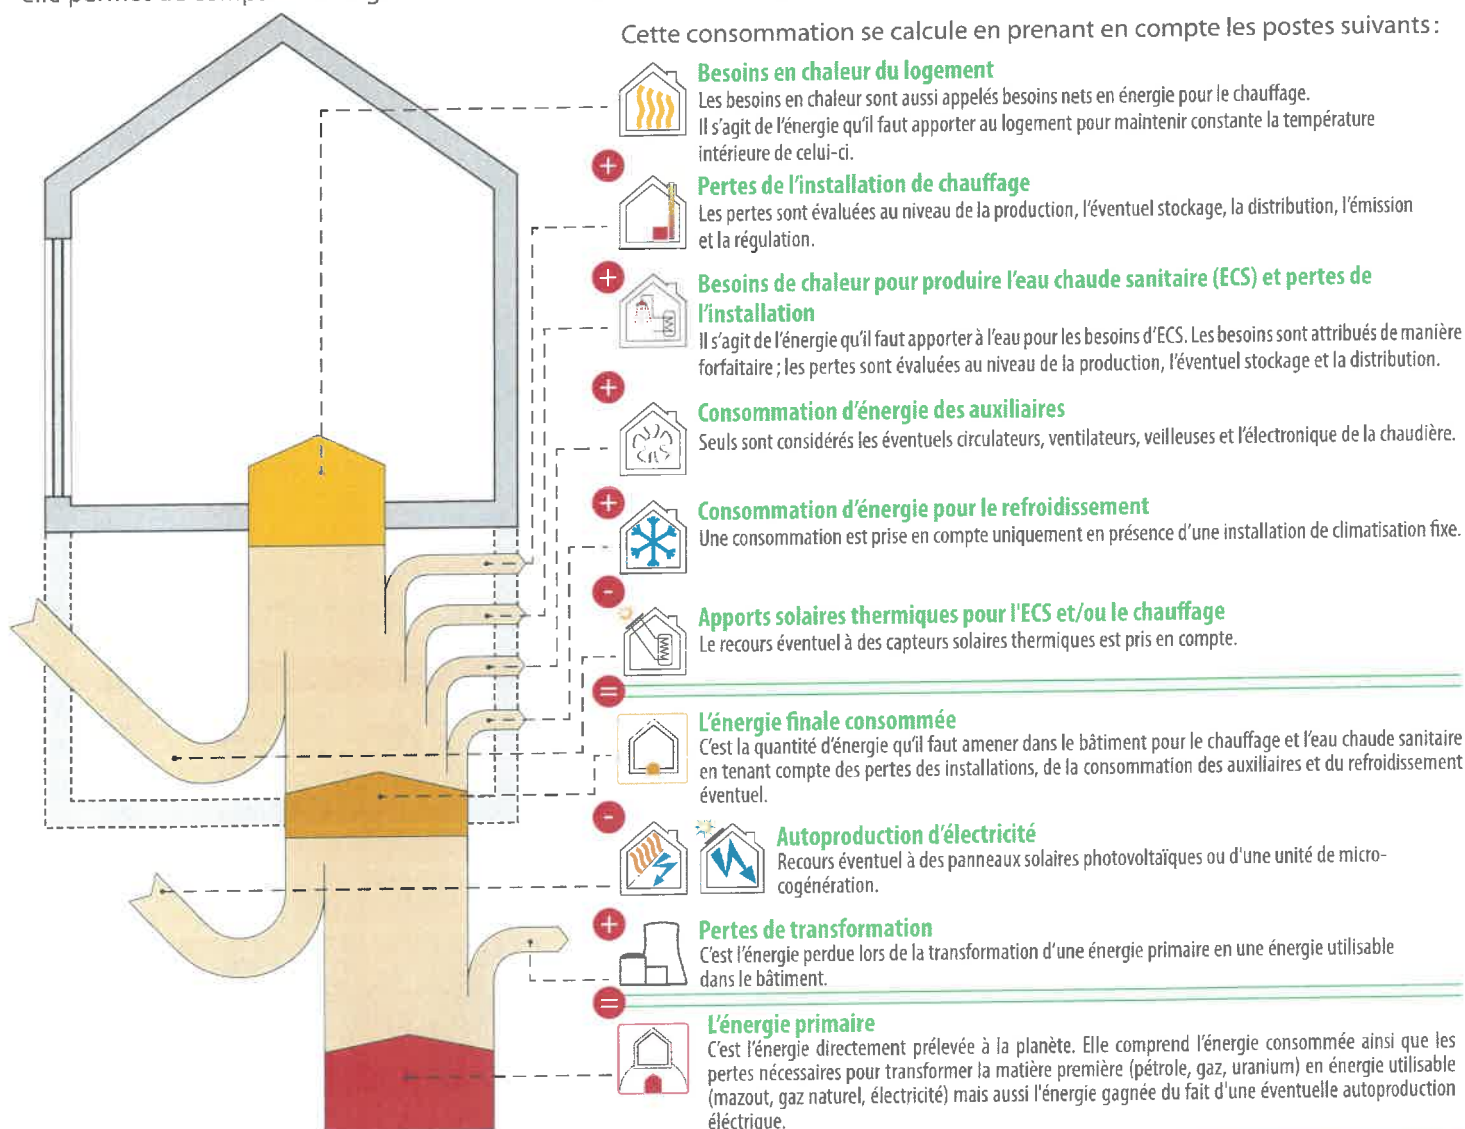 Cette consommation se calcule en prenant en compte les postes suivants :
Besoins en chaleur du logement
Les besoins en chaleur sont aussi appelés besoins nets en énergie pour le chauffage.
Il s'agit de l'énergie qu'il faut apporter au logement pour maintenir constante la température
intérieure de celui-ci.
+
Pertes de l'installation de chauffage
Les pertes sont évaluées au niveau de la production, l'éventuel stockage, la distribution, l'émission
et la régulation.
+
Besoins de chaleur pour produire l'eau chaude sanitaire (ECS) et pertes de
l'installation
Il s'agit de l'énergie qu'il faut apporter à l'eau pour les besoins d'ECS. Les besoins sont attribués de manière
forfaitaire ; les pertes sont évaluées au niveau de la production, l'éventuel stockage et la distribution.
+
Consommation d'énergie des auxiliaires
Seuls sont considérés les éventuels circulateurs, ventilateurs, veilleuses et l'électronique de la chaudière.
+
Consommation d'énergie pour le refroidissement
Une consommation est prise en compte uniquement en présence d'une installation de climatisation fixe.
-
Apports solaires thermiques pour l'ECS et/ou le chauffage
Le recours éventuel à des capteurs solaires thermiques est pris en compte.
=
L'énergie finale consommée
C'est la quantité d'énergie qu'il faut amener dans le bâtiment pour le chauffage et l'eau chaude sanitaire
en tenant compte des pertes des installations, de la consommation des auxiliaires et du refroidissement
éventuel.
-
Autoproduction d'électricité
Recours éventuel à des panneaux solaires photovoltaïques ou d'une unité de micro-
cogénération.
+
Pertes de transformation
C'est l'énergie perdue lors de la transformation d'une énergie primaire en une énergie utilisable
dans le bâtiment.
=
L'énergie primaire
C'est l'énergie directement prélevée à la planète. Elle comprend l'énergie consommée ainsi que les
pertes nécessaires pour transformer la matière première (pétrole, gaz, uranium) en énergie utilisable
(mazout, gaz naturel, électricité) mais aussi l'énergie gagnée du fait d'une éventuelle autoproduction
éléctrique.